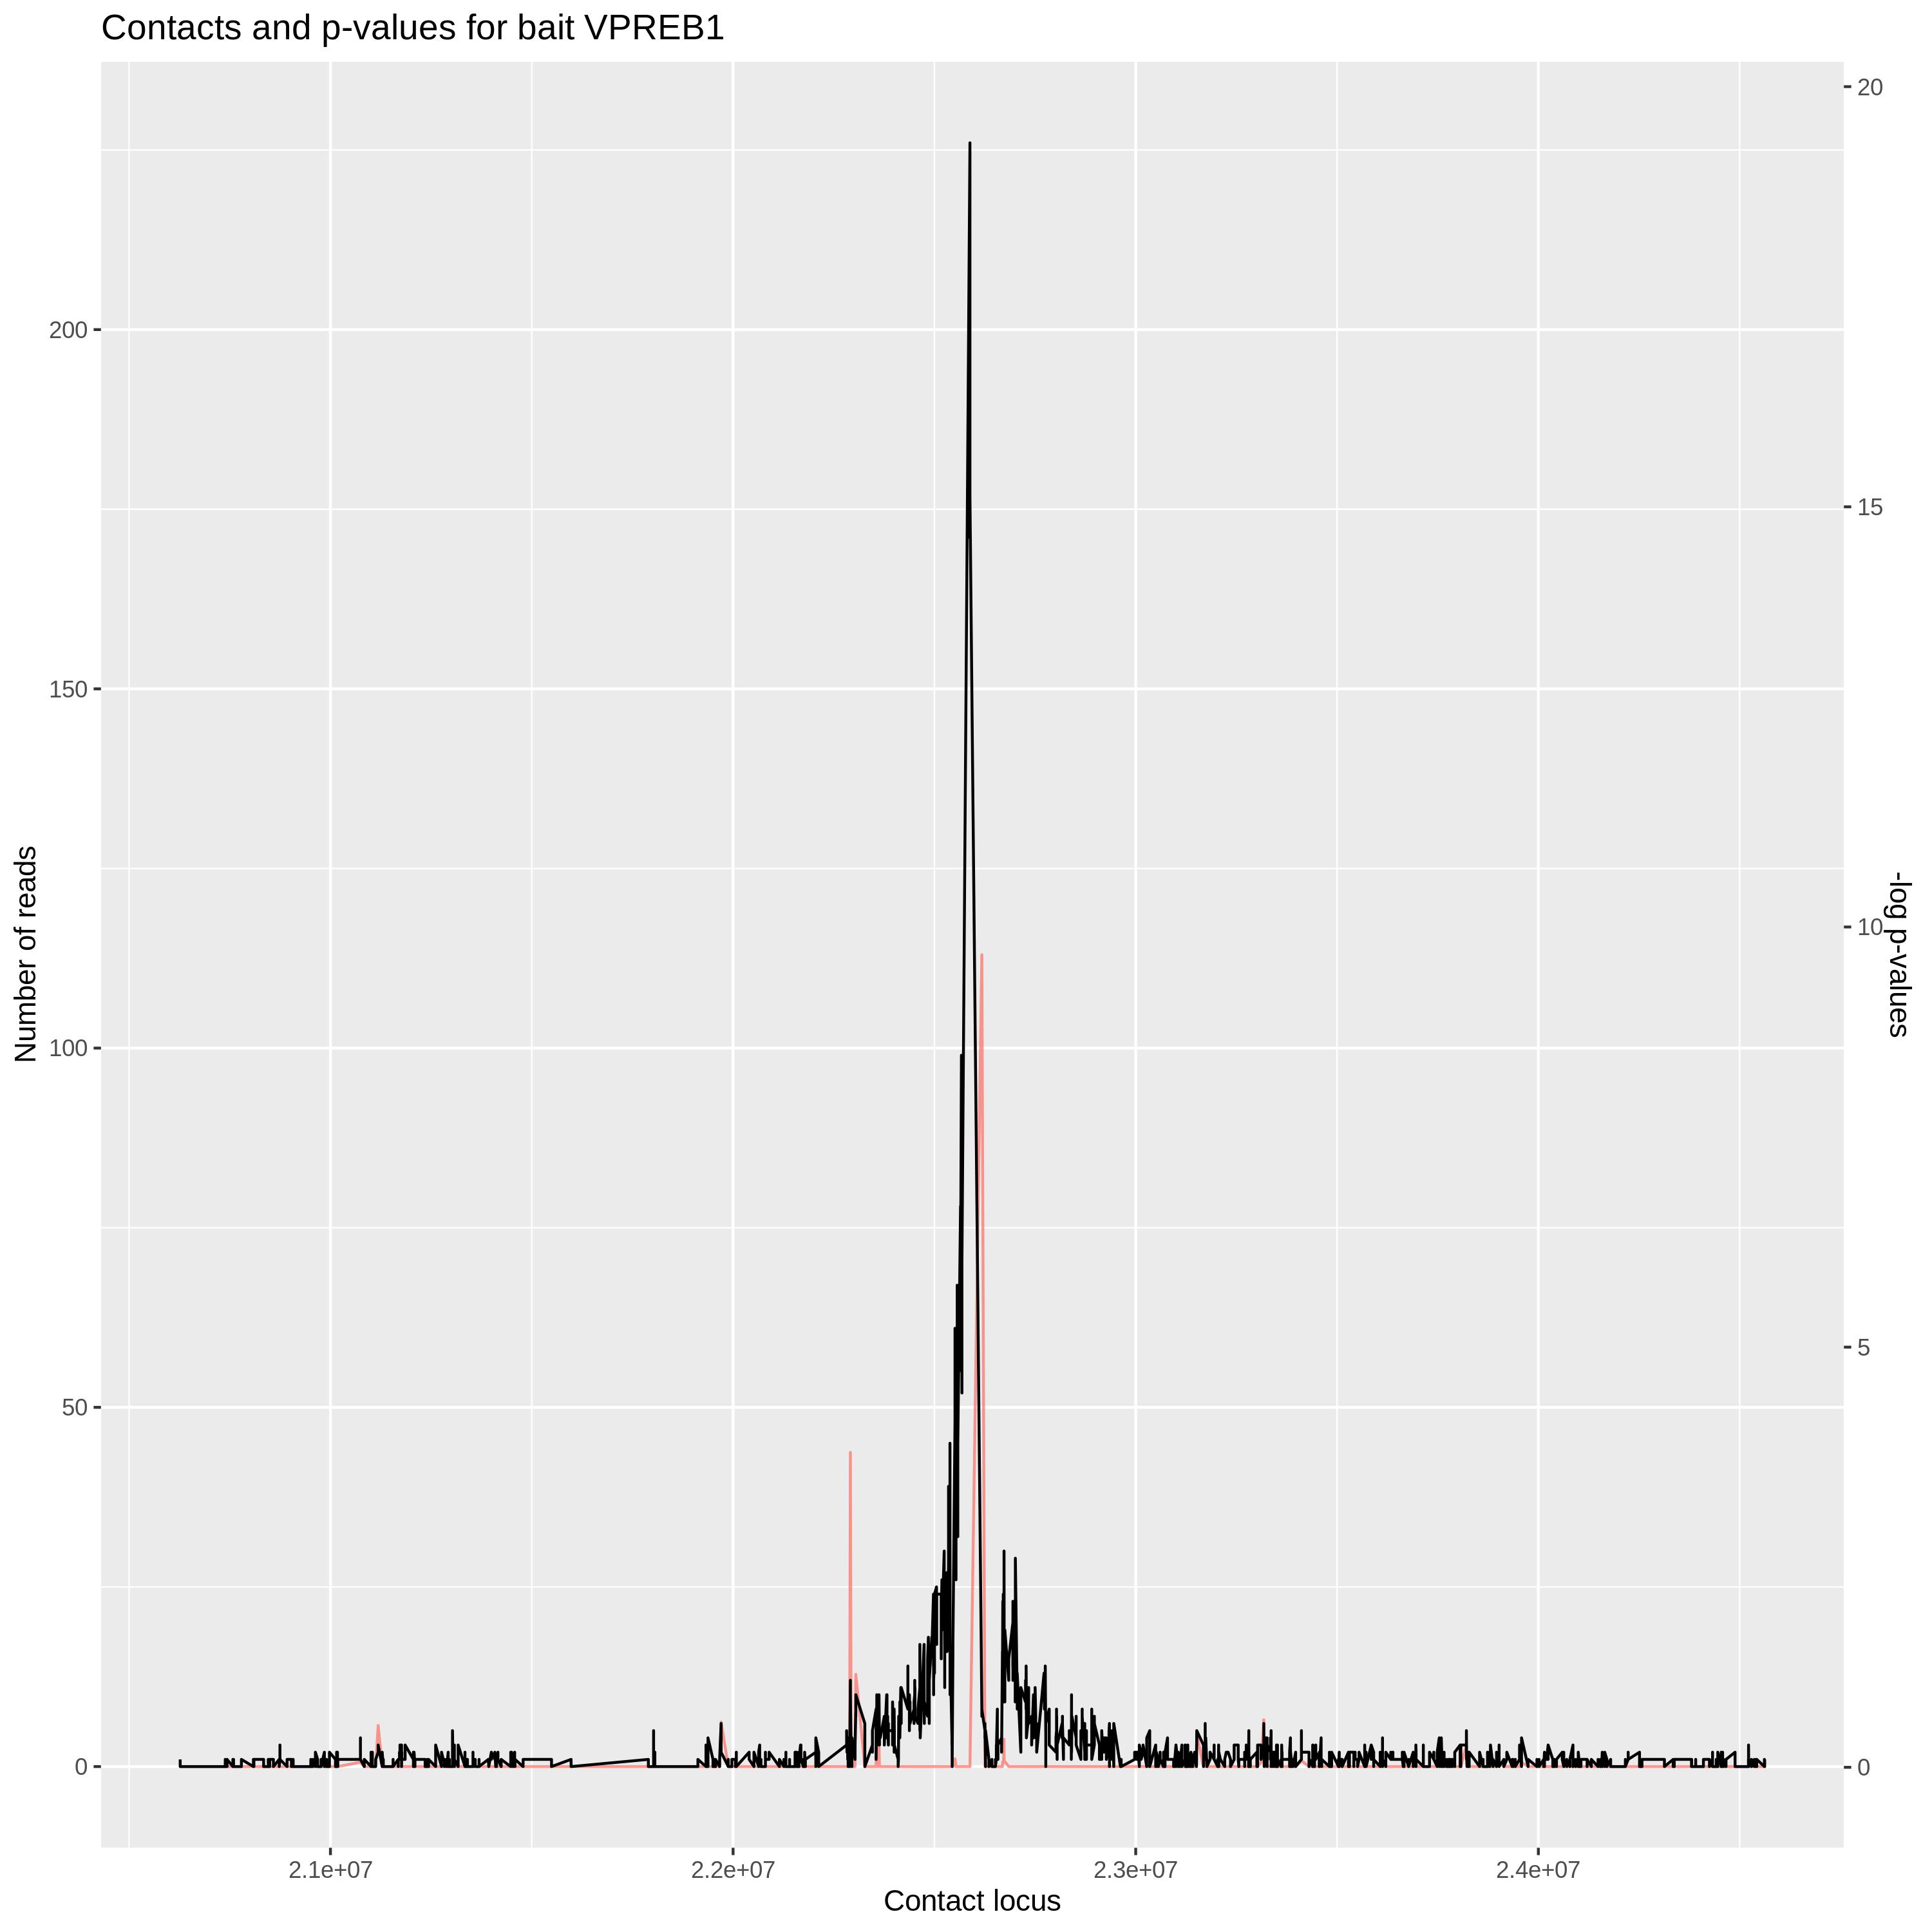 Contacts and p-values for bait VPREB1
Number of reads
200
150
100
50
0
20
15
10
5
0
-log p-values
2.1e+07 2.2e+07 2.3e+07 2.4e+07
Contact locus